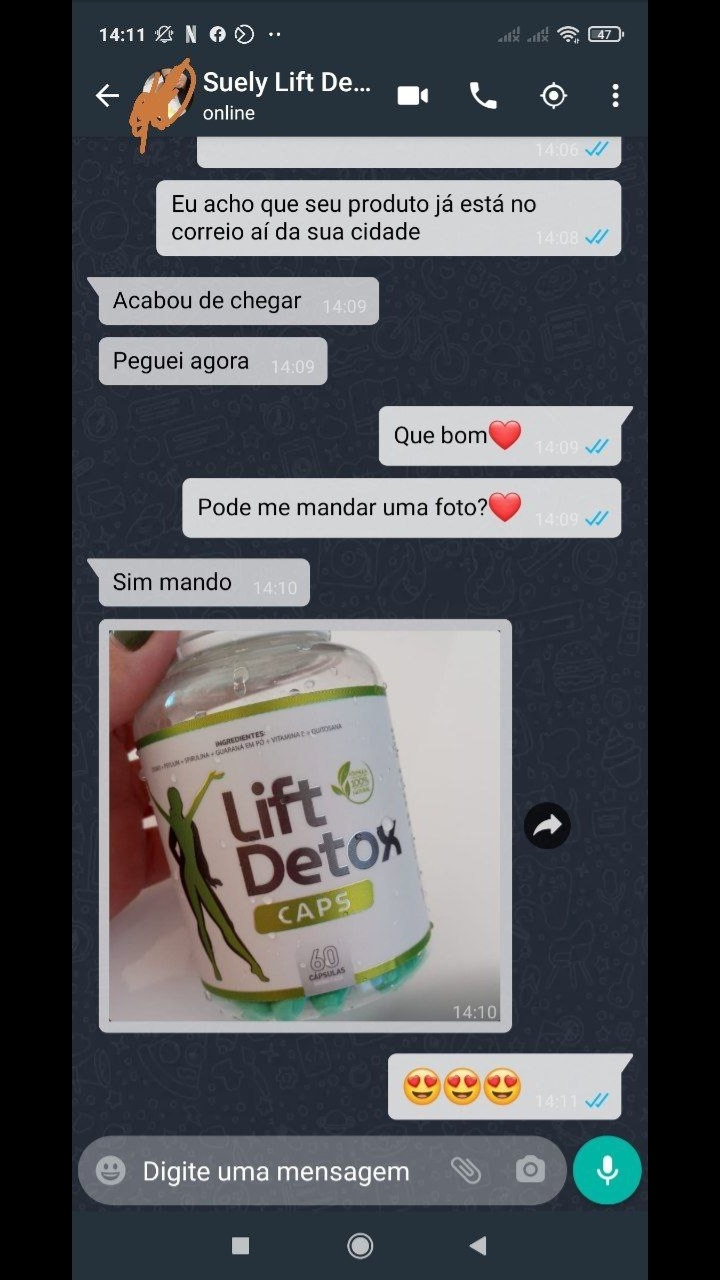 14:11
47
Suely Lift De...
online
14:06
Eu acho que seu produto já está no
correio aí da sua cidade
14:08
Acabou de chegar
14:09
Peguei agora
14:09
Que bom❤️
14:09
Pode me mandar uma foto?❤️
14:09
Sim mando
14:10
INGREDIENTES:
+ SPIRULINA + GUARANÁ EM PÓ + VITAMINA E + QUITOSANA
100%
Lift
Detox
CAPS
60
CÁPSULAS
14:10
😍😍😍
14:11
Digite uma mensagem